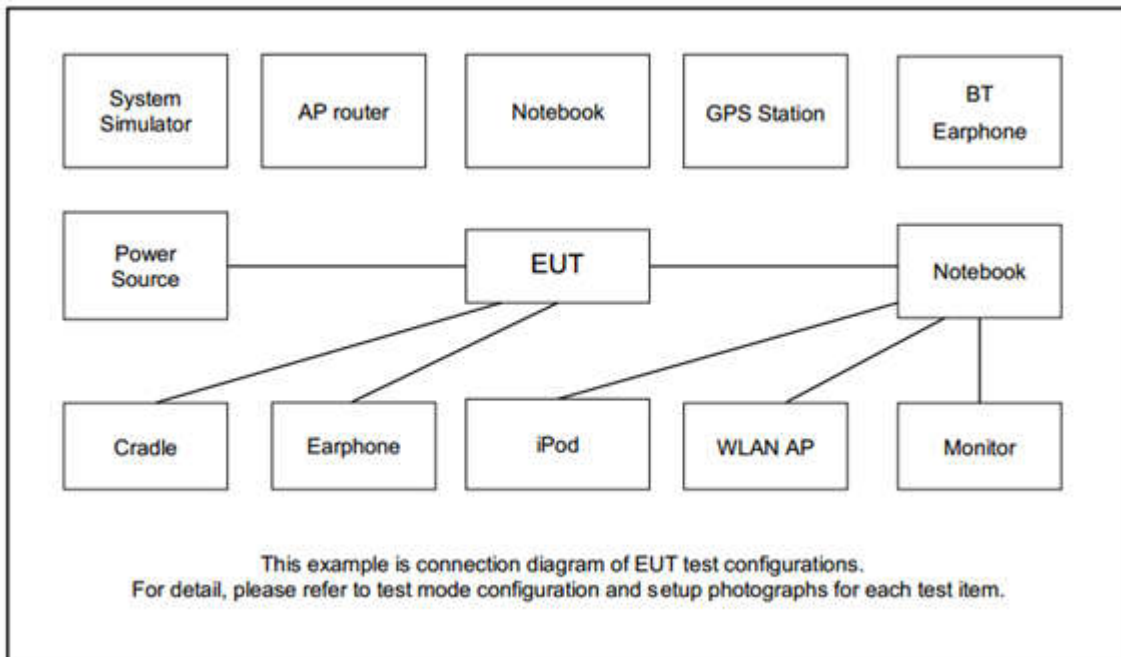 System
Simulator
AP router
Notebook
GPS Station
BT
Earphone
Power
Source
EUT
Notebook
Cradle
Earphone
iPod
WLAN AP
Monitor
This example is connection diagram of EUT test configurations.
For detail, please refer to test mode configuration and setup photographs for each test item.